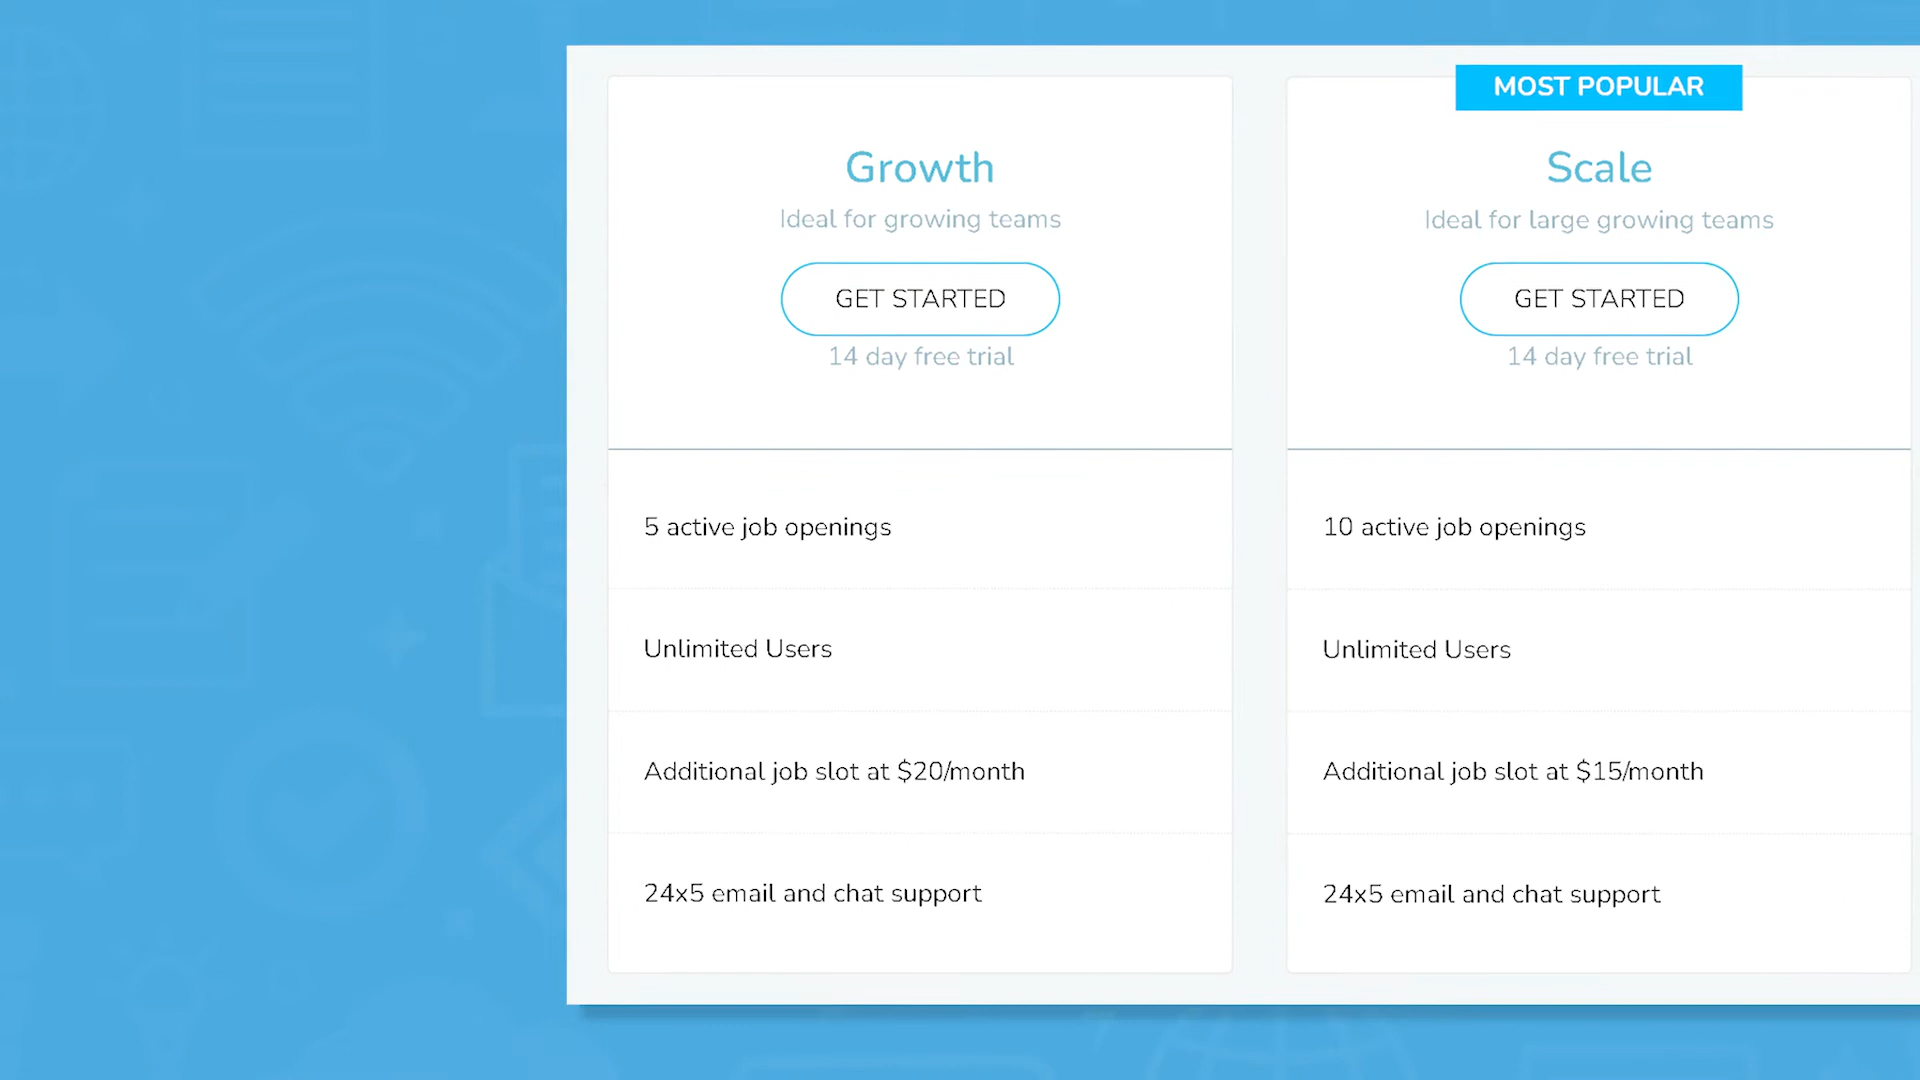 Growth
Ideal for growing teams
GET STARTED
14 day free trial
5 active job openings
Unlimited Users
Additional job slot at $20/month
24x5 email and chat support
MOST POPULAR
Scale
Ideal for large growing teams
GET STARTED
14 day free trial
10 active job openings
Unlimited Users
Additional job slot at $15/month
24x5 email and chat support